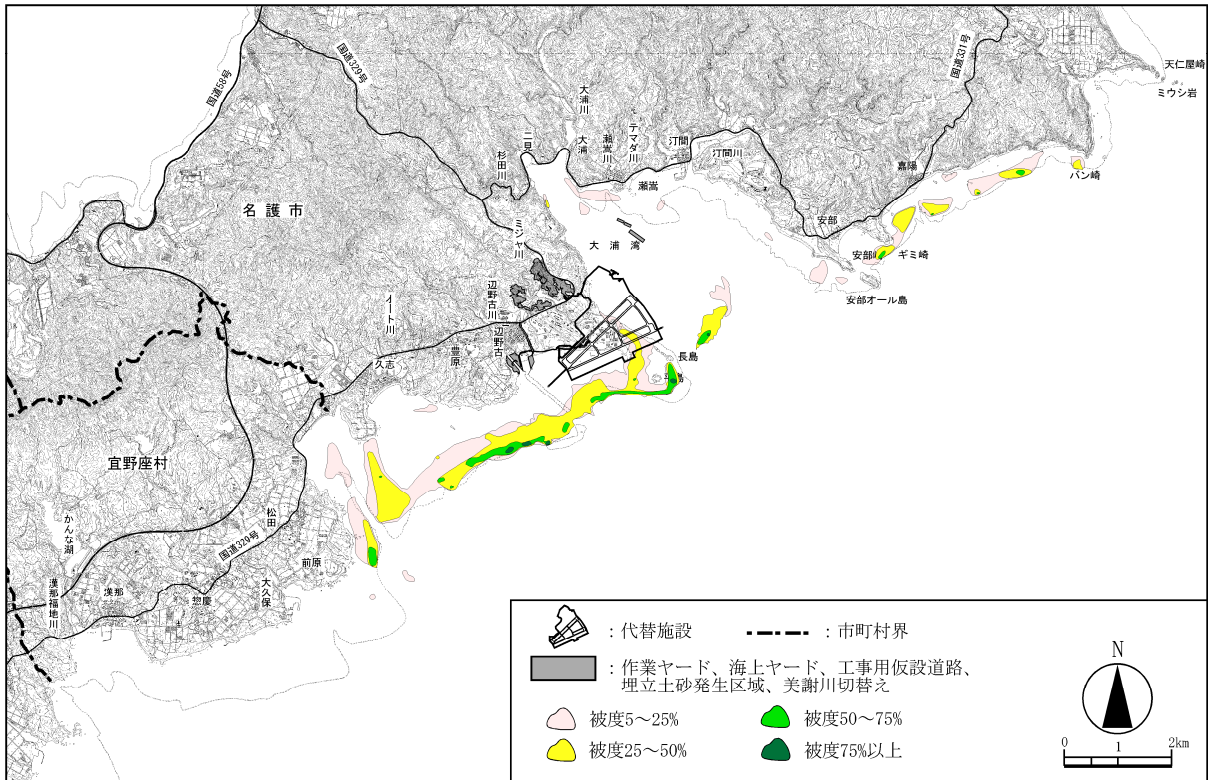 天仁屋崎
ミウシ岩
国道58号
国道329号
国道331号
大浦川
二見
大浦
瀬嵩川
テマダ川
汀間
汀間川
杉田川
瀬嵩
嘉陽
バン崎
名護市
ミジャ川
大浦湾
安部
安部
ギミ崎
安部オール島
辺野古川
イート川
辺野古
豊原
久志
長島
宜野座村
かんな湖
松田
国道329号
前原
大久保
漢那
惣慶
漢那福地川
：代替施設
：市町村界
：作業ヤード、海上ヤード、工事用仮設道路、
埋立土砂発生区域、美謝川切替え
被度5～25%
被度50～75%
被度25～50%
被度75%以上
N
0 1 2km